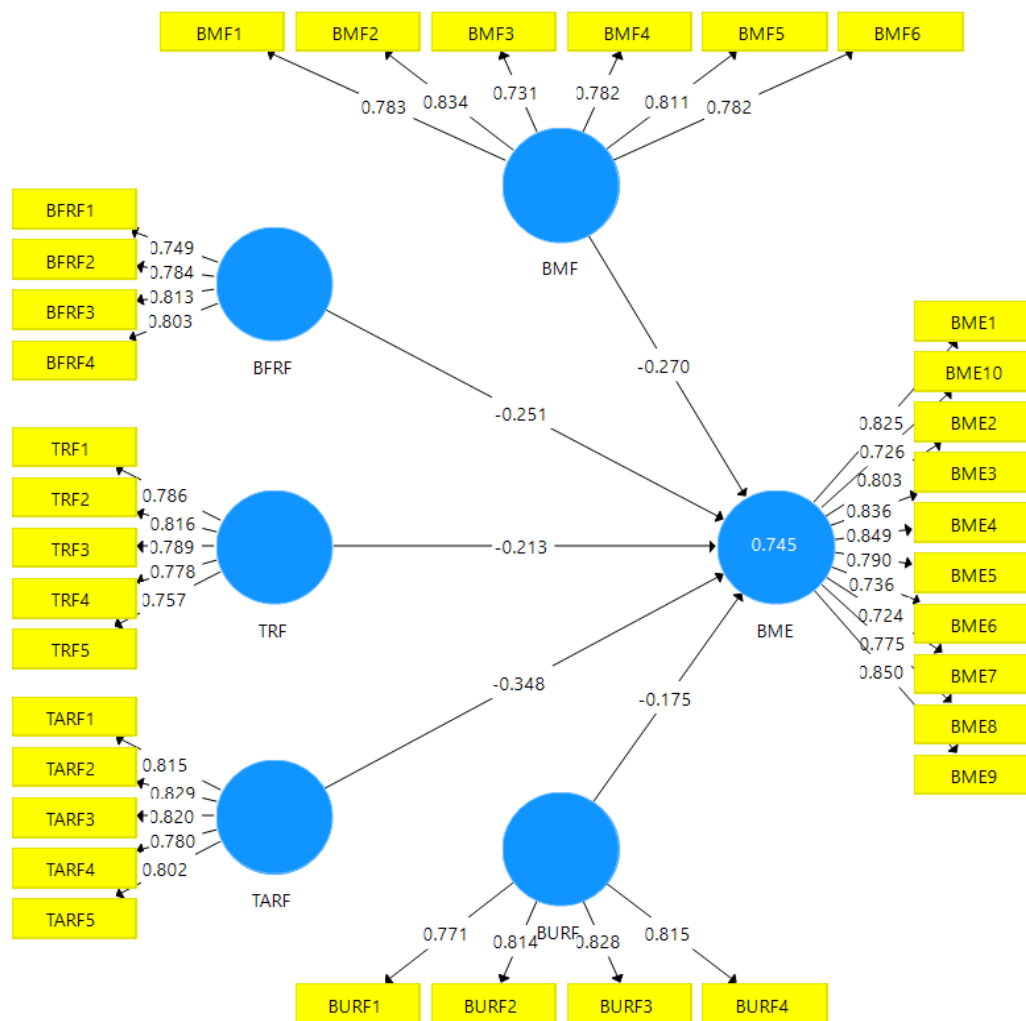 BMF1 BMF2 BMF3 BMF4 BMF5 BMF6
0.783 0.834 0.731 0.782 0.811 0.782
BMF
BFRF1
BFRF2
BFRF3
BFRF4
0.749
0.784
0.813
0.803
BFRF
-0.270
-0.251
TRF1
TRF2
TRF3
TRF4
TRF5
0.786
0.816
0.789
0.778
0.757
TRF
-0.213
BME1
BME10
BME2
BME3
BME4
BME5
BME6
BME7
BME8
BME9
0.825
0.726
0.803
0.836
0.849
0.790
0.736
0.724
0.775
0.850
0.745
BME
TARF1
TARF2
TARF3
TARF4
TARF5
0.815
0.829
0.820
0.780
0.802
TARF
-0.348
-0.175
BURF
0.771 0.814 0.828 0.815
BURF1 BURF2 BURF3 BURF4